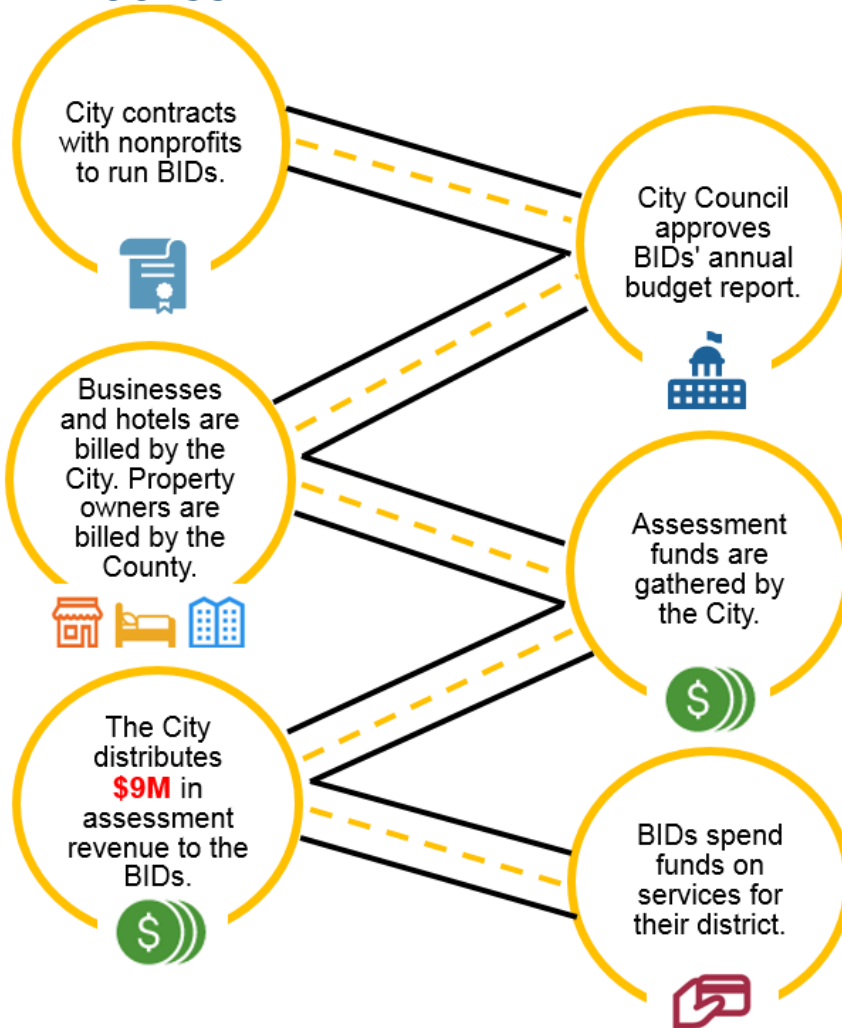 City contracts
with nonprofits
to run BIDs.
City Council
approves
BIDs' annual
budget report.
Businesses
and hotels are
billed by the
City. Property
owners are
billed by the
County.
Assessment
funds are
gathered by
the City.
The City
distributes
$9M in
assessment
revenue to the
BIDs.
BIDs spend
funds on
services for
their district.